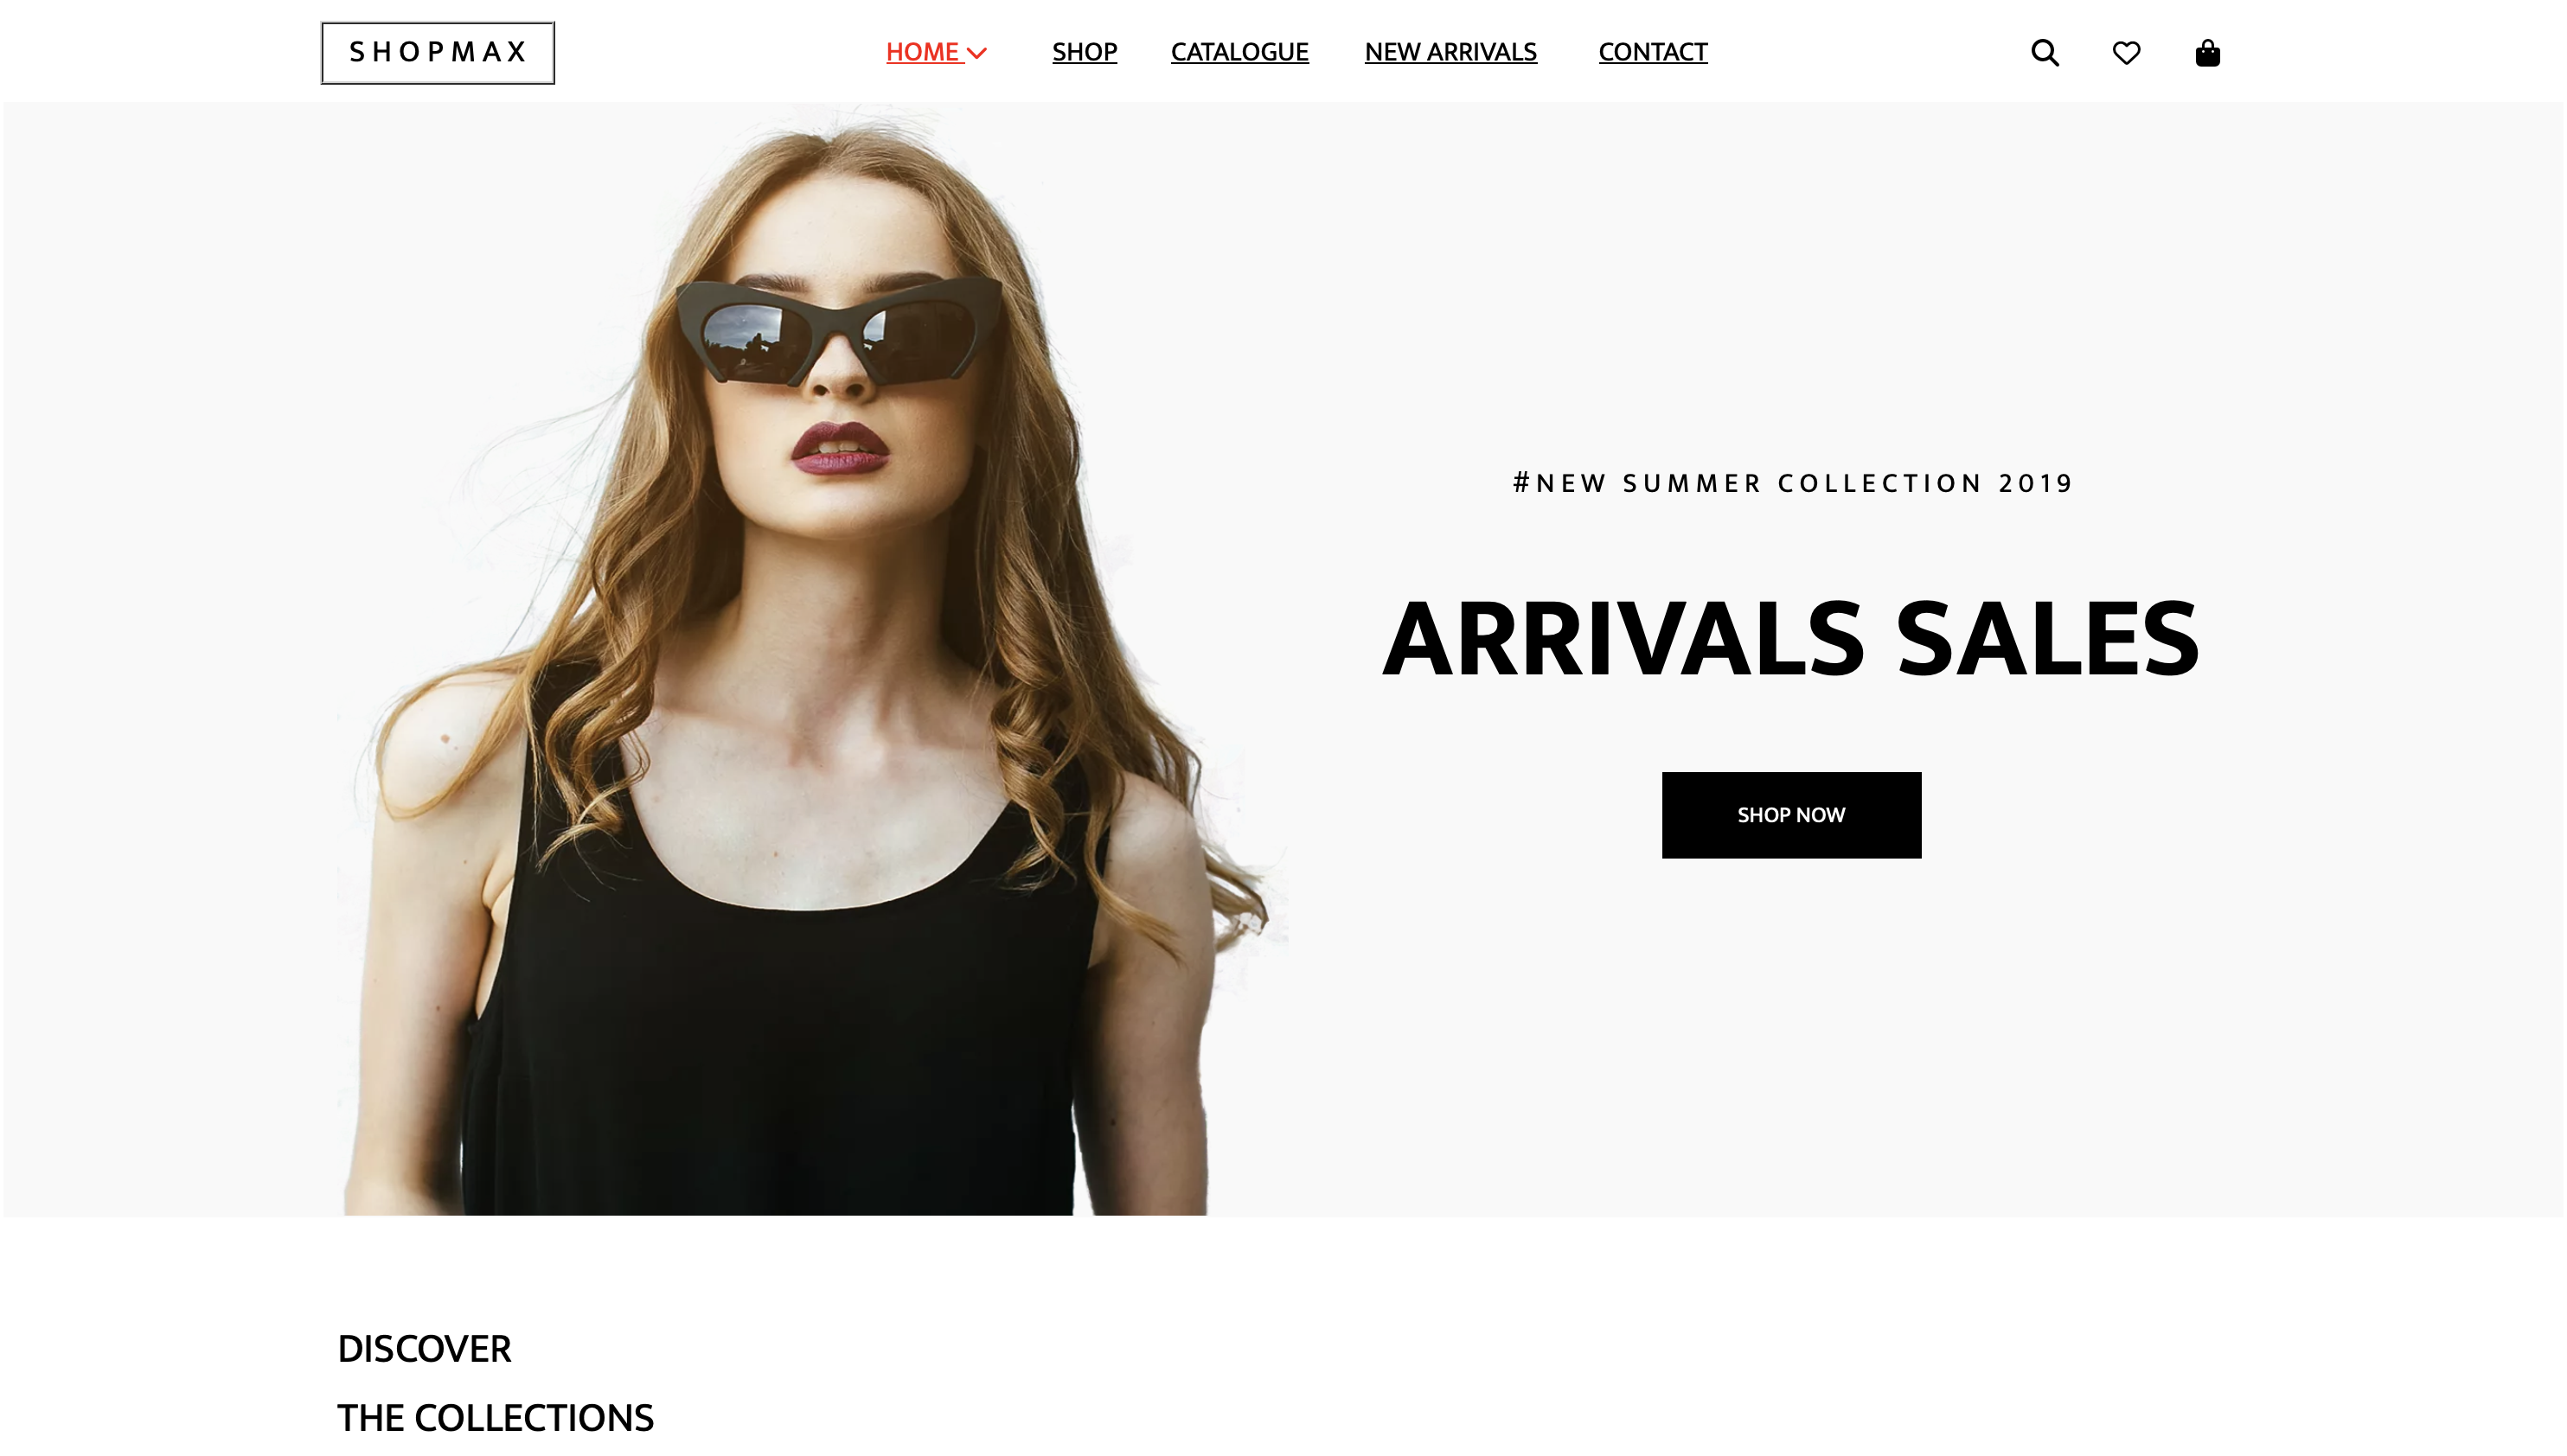 SHOPMAX
HOME SHOP CATALOGUE NEW ARRIVALS CONTACT
#NEW SUMMER COLLECTION 2019
ARRIVALS SALES
SHOP NOW
DISCOVER
THE COLLECTIONS